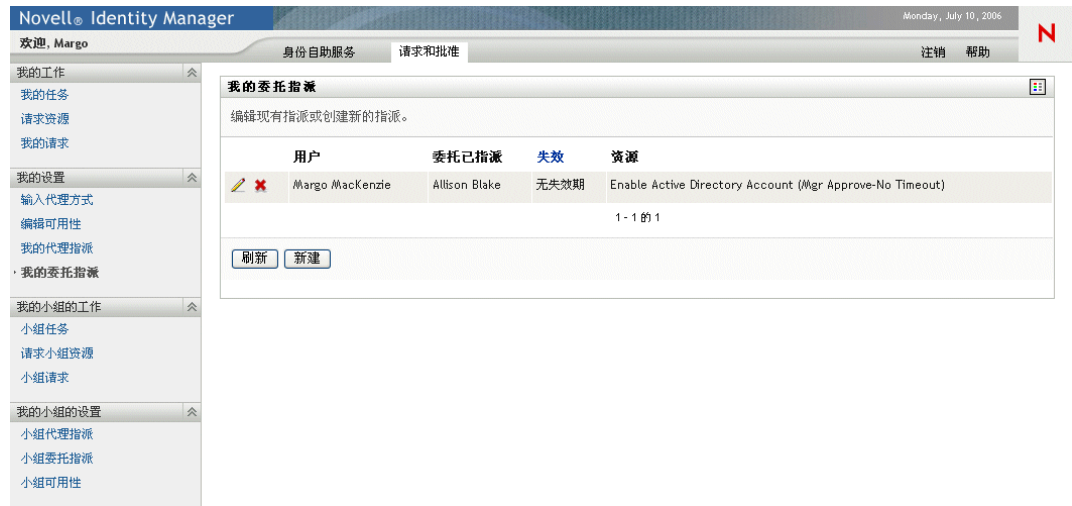 Novell® Identity Manager
Monday, July 10, 2006
N
欢迎, Margo
身份自助服务
请求和批准
注销
帮助
我的工作
我的任务
请求资源
我的请求
我的设置
输入代理方式
编辑可用性
我的代理指派
我的委托指派
我的小组的工作
小组任务
请求小组资源
小组请求
我的小组的设置
小组代理指派
小组委托指派
小组可用性
我的委托指派
编辑现有指派或创建新的指派。
用户 委托已指派 失效 资源
Margo MacKenzie Allison Blake 无失效期 Enable Active Directory Account (Mgr Approve-No Timeout)
1 - 1 的 1
刷新 新建